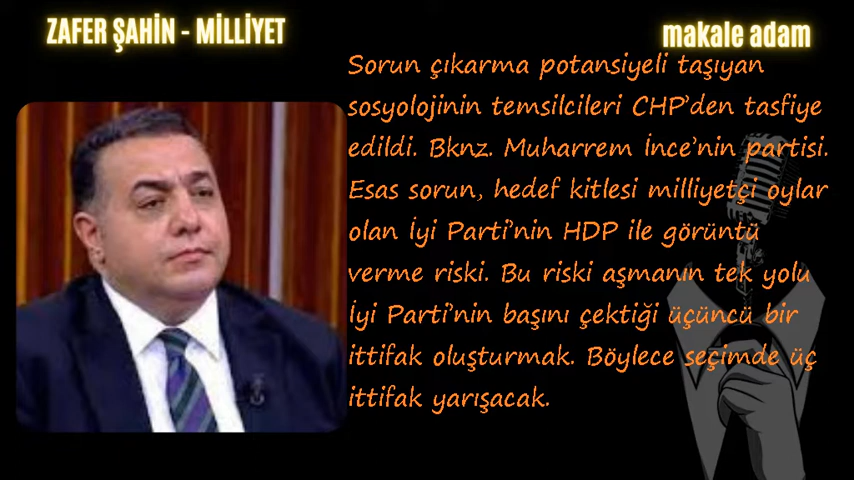 ZAFER ŞAHİN - MİLLİYET
makale adam
Sorun çıkarma potansiyeli taşıyan
sosyolojinin temsilcileri CHP'den tasfiye
edildi. Bknz. Muharrem İnce'nin partisi.
Esas sorun, hedef kitlesi milliyetçi oylar
olan İyi Parti'nin HDP ile görüntü
verme riski. Bu riski aşmanın tek yolu
İyi Parti'nin başını çektiği üçüncü bir
ittifak oluşturmak. Böylece seçimde üç
ittifak yarışacak.